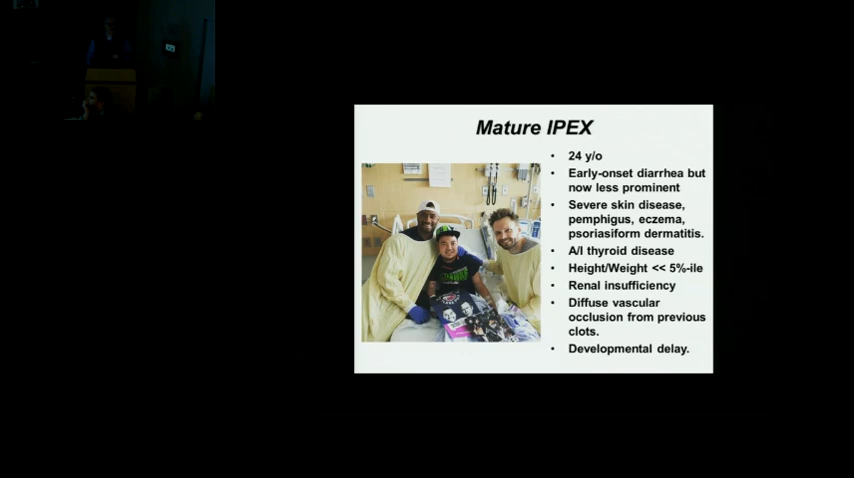 Mature IPEX
• 24 y/o
• Early-onset diarrhea but
now less prominent
• Severe skin disease,
pemphigus, eczema,
psoriasiform dermatitis.
• A/I thyroid disease
• Height/Weight << 5%-ile
• Renal insufficiency
• Diffuse vascular
occlusion from previous
clots.
• Developmental delay.